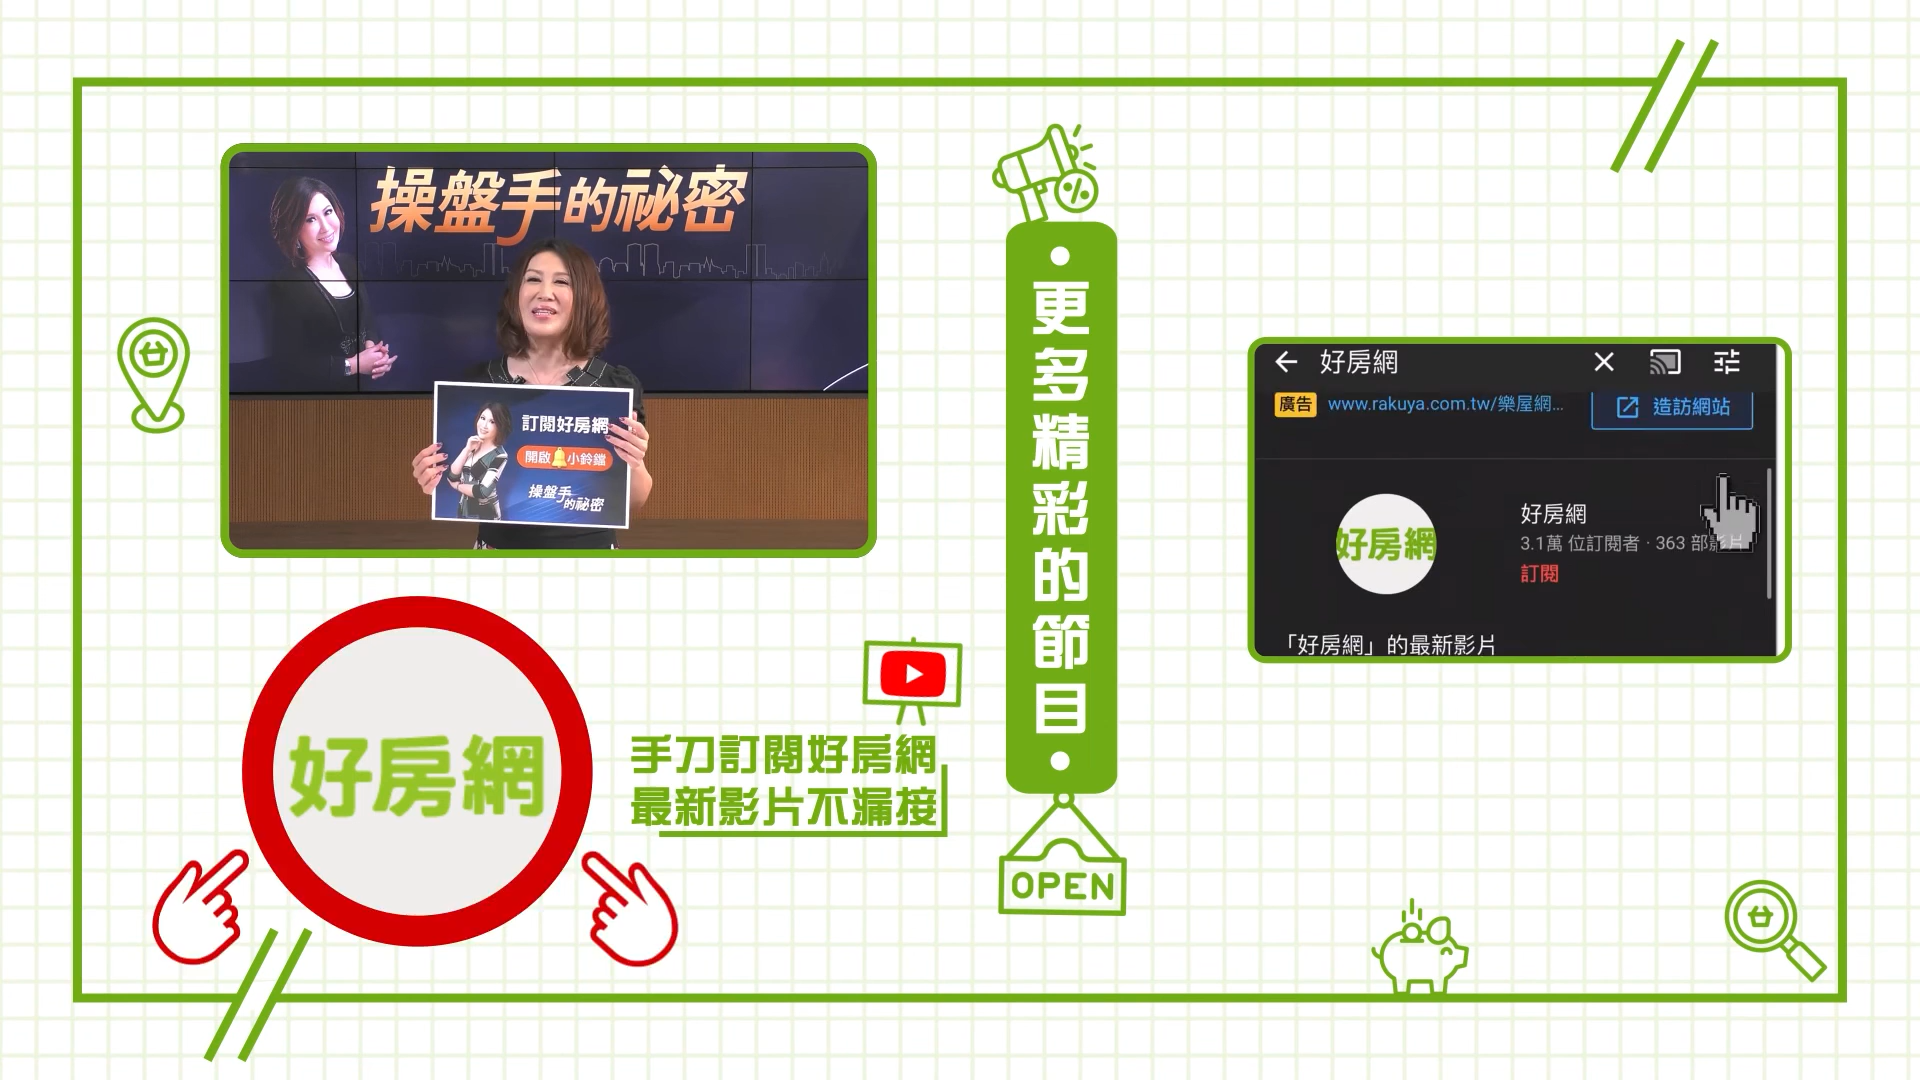 操盤手的祕密
訂閱好房網
開啟🔔小鈴鐺
操盤手
的祕密
好房網
手刀訂閱好房網
最新影片不漏接
更多精彩的節目
OPEN
好房網
廣告 www.rakuya.com.tw/樂屋網...
造訪網站
好房網
好房網
3.1萬 位訂閱者 · 363 部影片
訂閱
「好房網」的最新影片